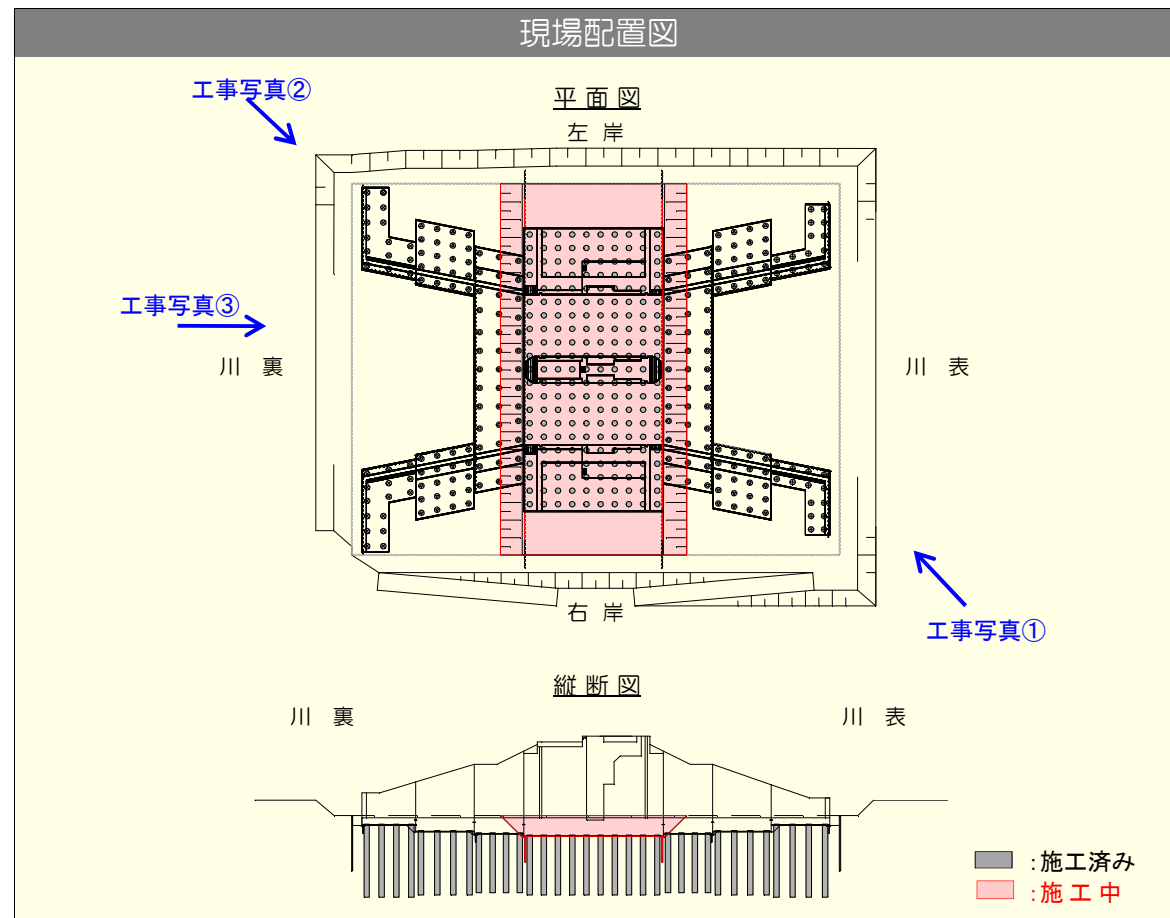 現場配置図
工事写真②
平面図
左 岸
工事写真③
川 裏
川 表
右 岸
工事写真①
縦断図
川 裏
川 表
:施工済み
:施 工 中